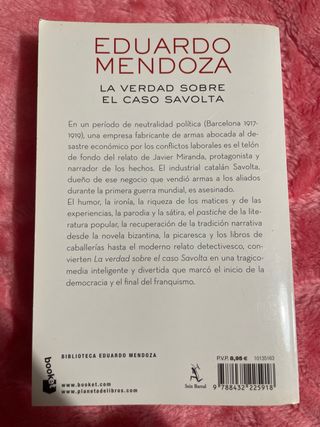 EDUARDO
MENDOZA
LA VERDAD SOBRE
EL CASO SAVOLTA
En un período de neutralidad política (Barcelona 1917-
1919), una empresa fabricante de armas abocada al de-
sastre económico por los conflictos laborales es el telón
de fondo del relato de Javier Miranda, protagonista y
narrador de los hechos. El industrial catalán Savolta,
dueño de ese negocio que vendió armas a los aliados
durante la primera guerra mundial, es asesinado.
El humor, la ironía, la riqueza de los matices y de las
experiencias, la parodia y la sátira, el pastiche de la lite-
ratura popular, la recuperación de la tradición narrativa
desde la novela bizantina, la picaresca y los libros de
caballerías hasta el moderno relato detectivesco, con-
vierten La verdad sobre el caso Savolta en una tragico-
media inteligente y divertida que marcó el inicio de la
democracia y el final del franquismo.
BIBLIOTECA EDUARDO MENDOZA
booket
www.booket.com
www.planetadelibros.com
Seix Barral
P.V.P. 8,95 € 10135163
9 788432 225918